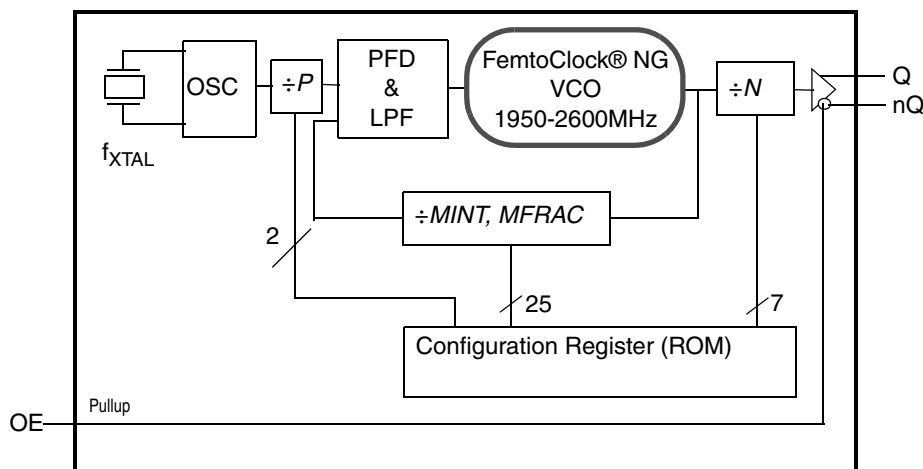 OSC
÷P
PFD
&
LPF
FemtoClock® NG
VCO
1950-2600MHz
÷N
Q
nQ
fXTAL
÷MINT, MFRAC
2
25
7
Configuration Register (ROM)
Pullup
OE